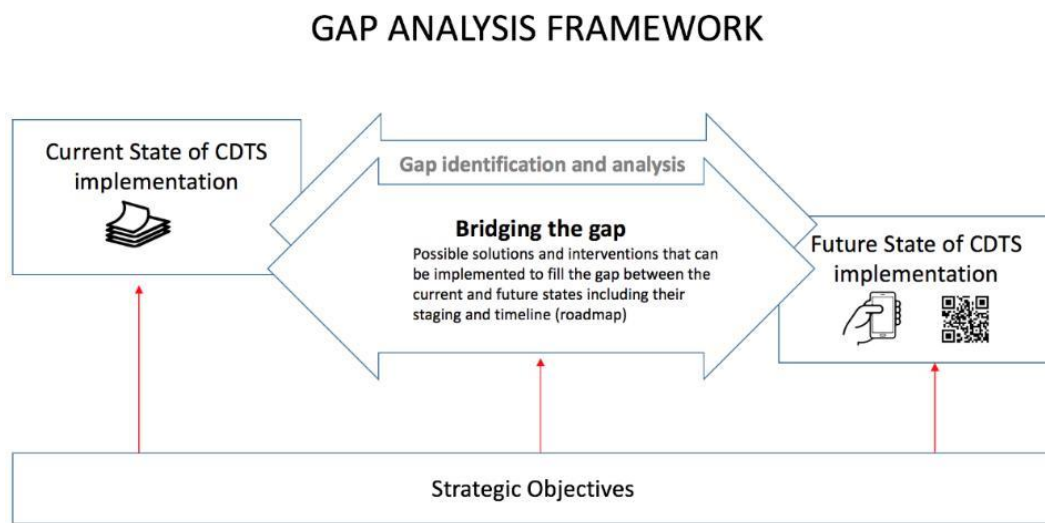 GAP ANALYSIS FRAMEWORK
Current State of CDTS
implementation
Gap identification and analysis
Bridging the gap
Possible solutions and interventions that can
be implemented to fill the gap between the
current and future states including their
staging and timeline (roadmap)
Future State of CDTS
implementation
Strategic Objectives